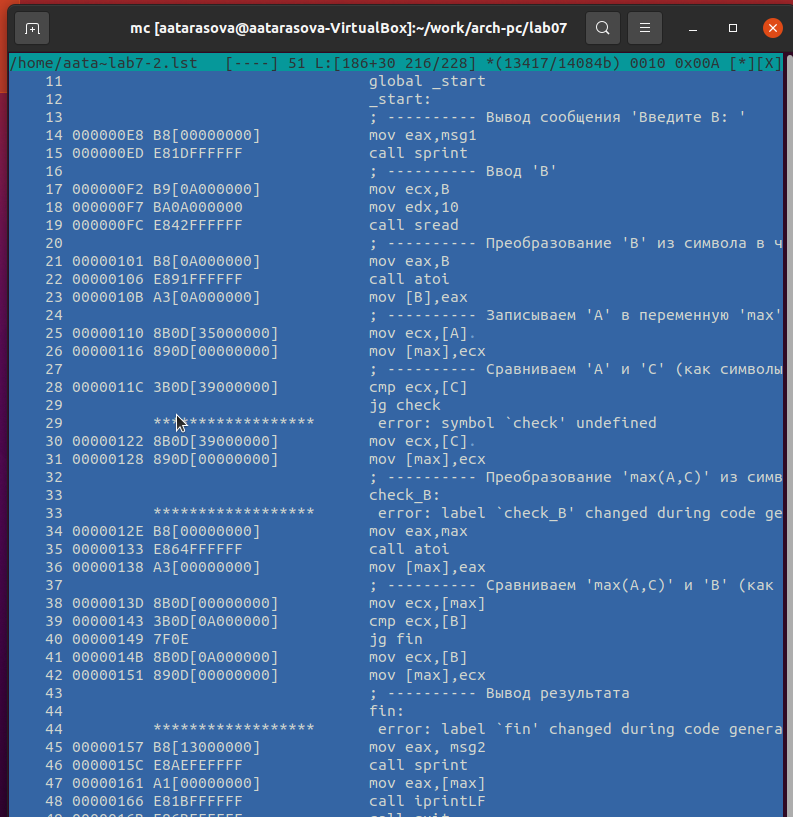 mc [aatarasova@aatarasova-VirtualBox]:~/work/arch-pc/lab07
/home/aata~lab7-2.lst   [----] 51 L:[186+30 216/228] *(13417/14084b) 0010 0x00A [*][X]
11 global _start
12 _start:
13 ; ---------- Вывод сообщения 'Введите B: '
14 000000E8 B8[00000000] mov eax,msg1
15 000000ED E81DFFFFFF call sprint
16 ; ---------- Ввод 'B'
17 000000F2 B9[0A000000] mov ecx,B
18 000000F7 BA0A000000 mov edx,10
19 000000FC E842FFFFFF call sread
20 ; ---------- Преобразование 'B' из символа в ч
21 00000101 B8[0A000000] mov eax,B
22 00000106 E891FFFFFF call atoi
23 0000010B A3[0A000000] mov [B],eax
24 ; ---------- Записываем 'A' в переменную 'max'
25 00000110 8B0D[35000000] mov ecx,[A].
26 00000116 890D[00000000] mov [max],ecx
27 ; ---------- Сравниваем 'A' и 'C' (как символы
28 0000011C 3B0D[39000000] cmp ecx,[C]
29 jg check
29 ****************** error: symbol `check' undefined
30 00000122 8B0D[39000000] mov ecx,[C].
31 00000128 890D[00000000] mov [max],ecx
32 ; ---------- Преобразование 'max(A,C)' из симв
33 check_B:
33 ****************** error: label `check_B' changed during code ge
34 0000012E B8[00000000] mov eax,max
35 00000133 E864FFFFFF call atoi
36 00000138 A3[00000000] mov [max],eax
37 ; ---------- Сравниваем 'max(A,C)' и 'B' (как
38 0000013D 8B0D[00000000] mov ecx,[max]
39 00000143 3B0D[0A000000] cmp ecx,[B]
40 00000149 7F0E jg fin
41 0000014B 8B0D[0A000000] mov ecx,[B]
42 00000151 890D[00000000] mov [max],ecx
43 ; ---------- Вывод результата
44 fin:
44 ****************** error: label `fin' changed during code genera
45 00000157 B8[13000000] mov eax, msg2
46 0000015C E8AEFEFFFF call sprint
47 00000161 A1[00000000] mov eax,[max]
48 00000166 E81BFFFFFF call iprintLF